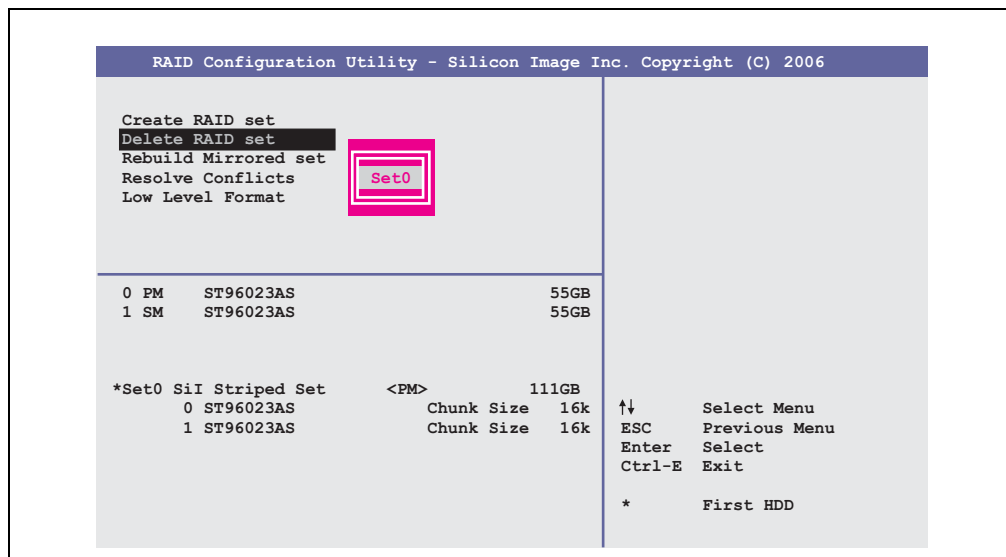 RAID Configuration Utility - Silicon Image Inc. Copyright (C) 2006
Create RAID set
Delete RAID set
Rebuild Mirrored set
Resolve Conflicts
Low Level Format
Set0
0 PM ST96023AS 55GB
1 SM ST96023AS 55GB
*Set0 SiI Striped Set <PM> 111GB
0 ST96023AS Chunk Size 16k
1 ST96023AS Chunk Size 16k
↑↓ Select Menu
ESC Previous Menu
Enter Select
Ctrl-E Exit
* First HDD